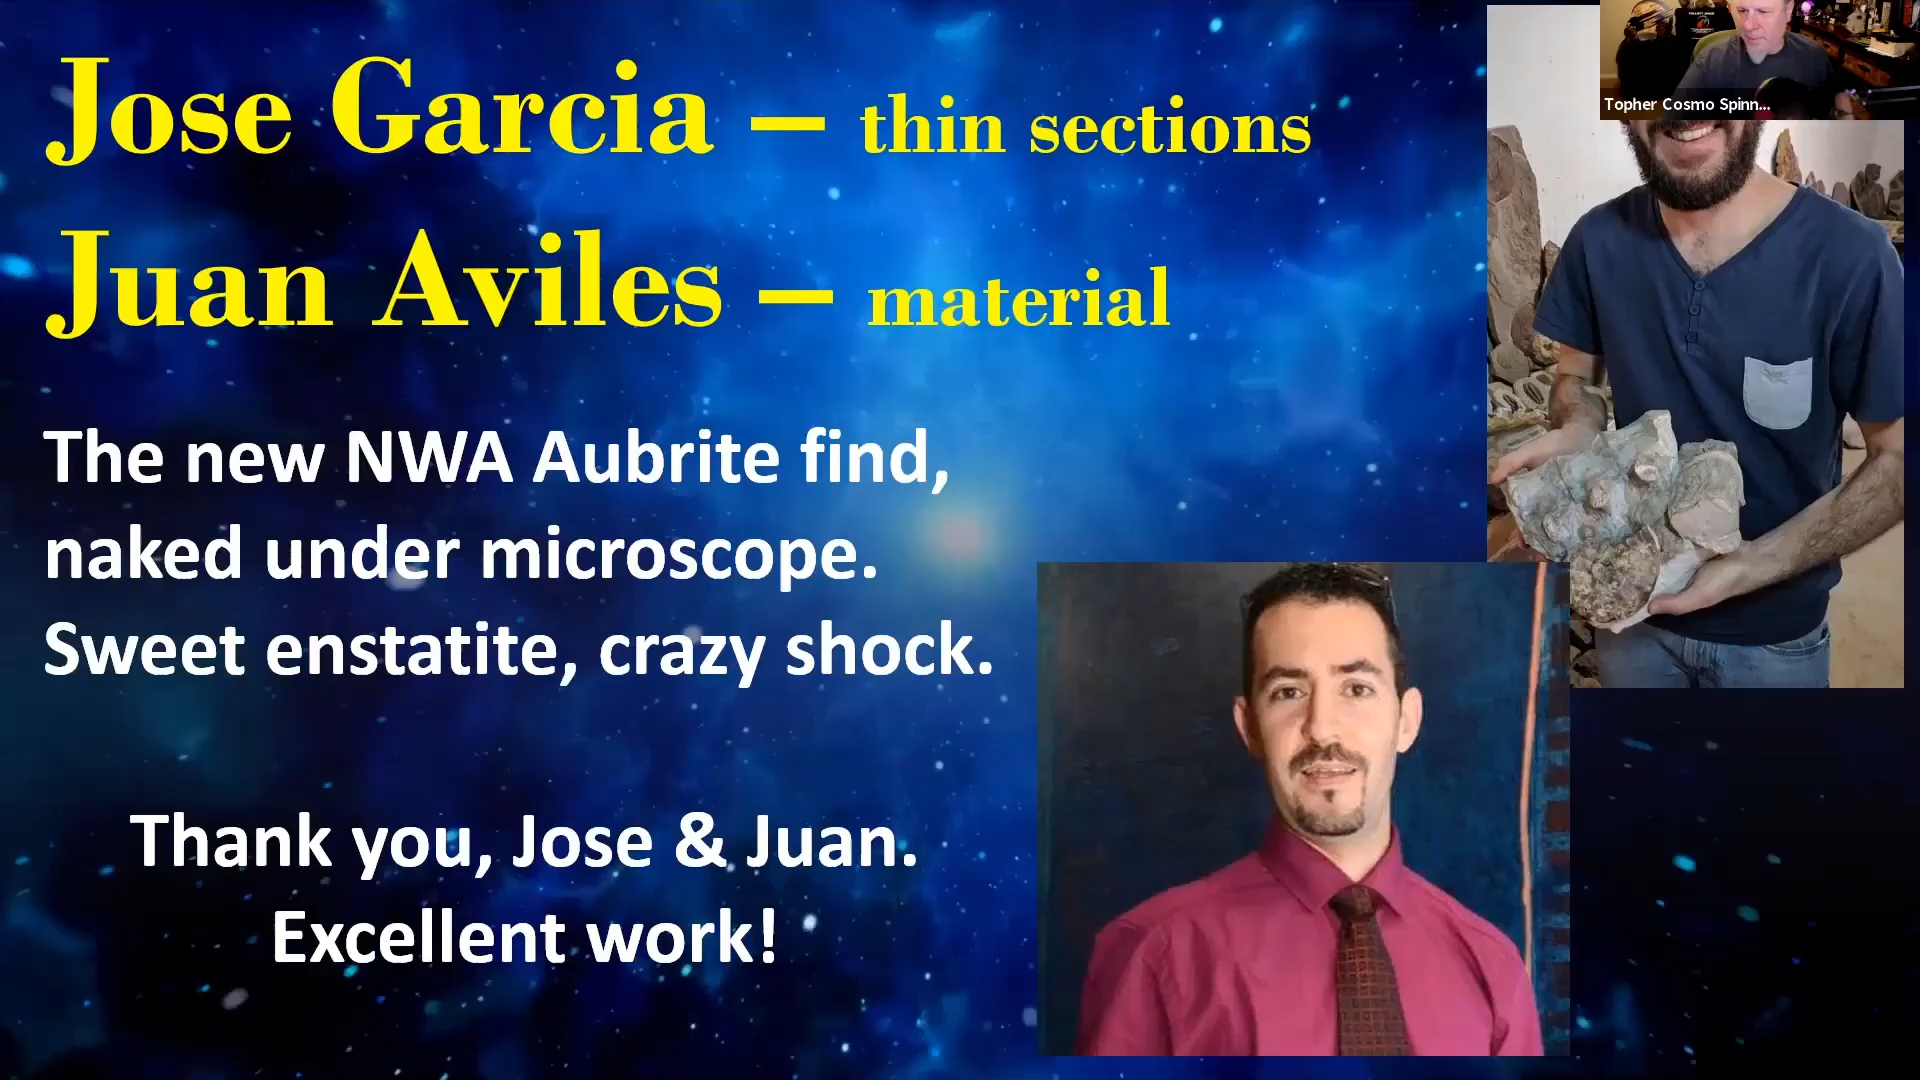 Jose Garcia – thin sections
Juan Aviles – material
The new NWA Aubrite find,
naked under microscope.
Sweet enstatite, crazy shock.
Thank you, Jose & Juan.
Excellent work!
Topher Cosmo Spinn...